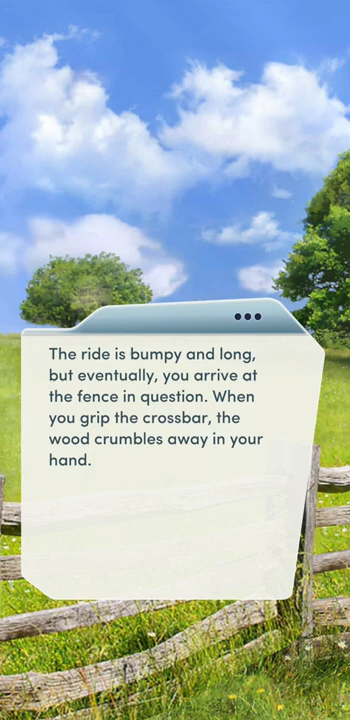 The ride is bumpy and long,
but eventually, you arrive at
the fence in question. When
you grip the crossbar, the
wood crumbles away in your
hand.